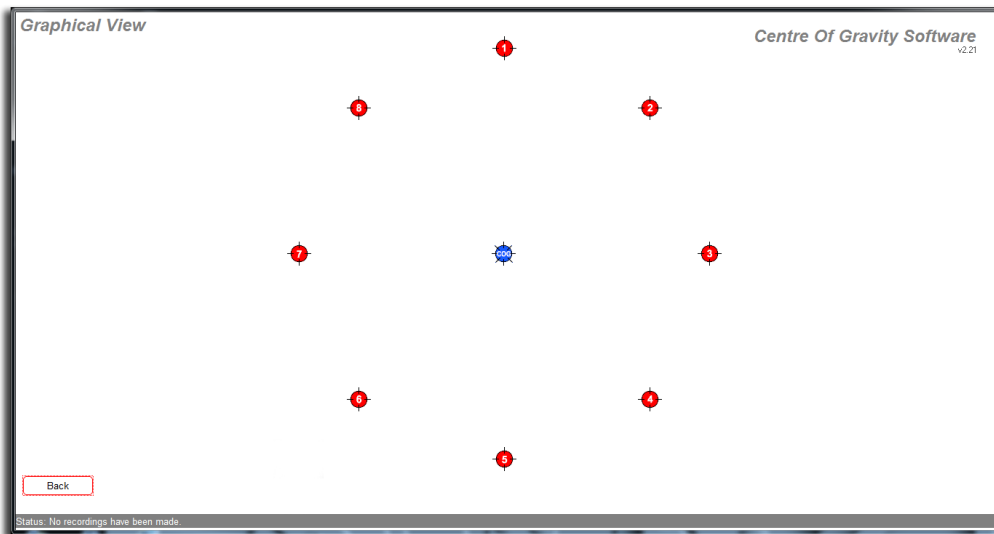 Graphical View
Centre Of Gravity Software
v2.21
1
8
2
7
COG
3
6
4
5
Back
Status: No recordings have been made.